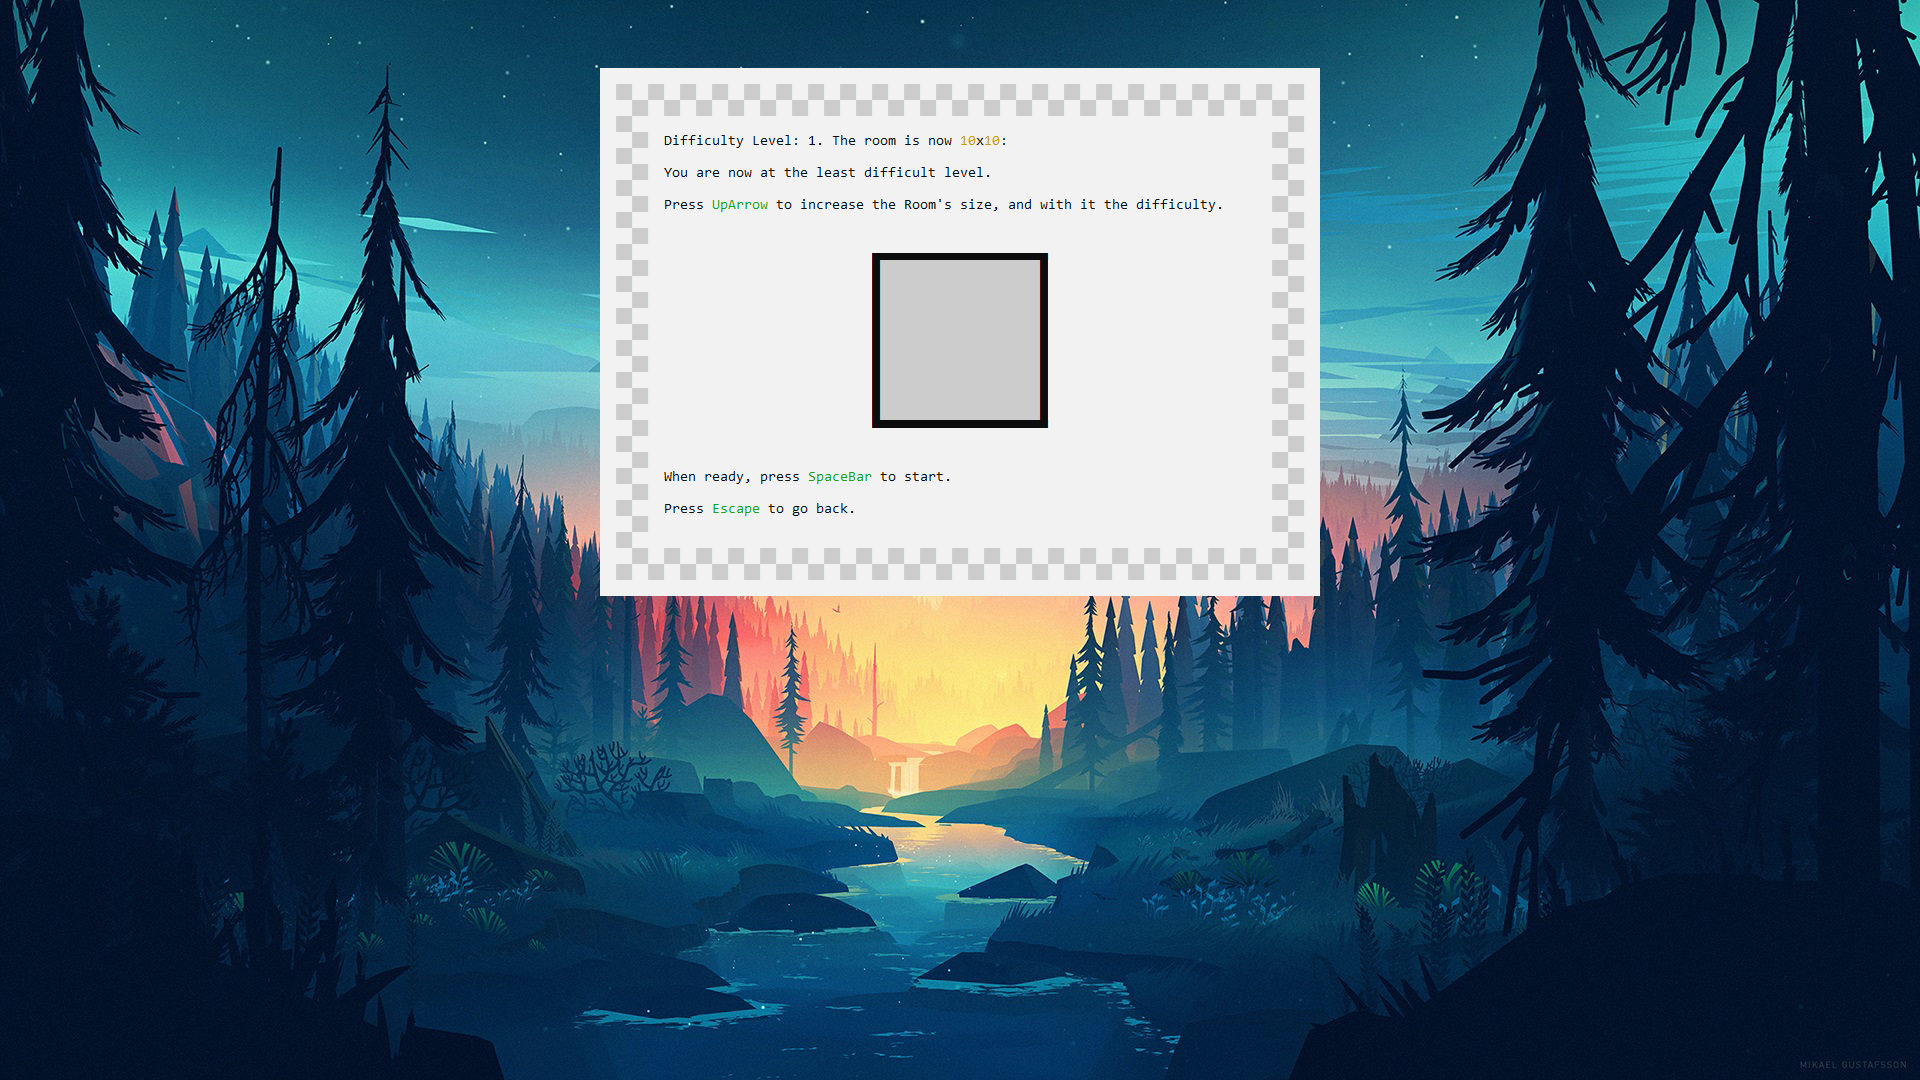 Difficulty Level: 1. The room is now 10x10:
You are now at the least difficult level.
Press UpArrow to increase the Room's size, and with it the difficulty.
When ready, press SpaceBar to start.
Press Escape to go back.
MIKAEL GUSTAFSSON